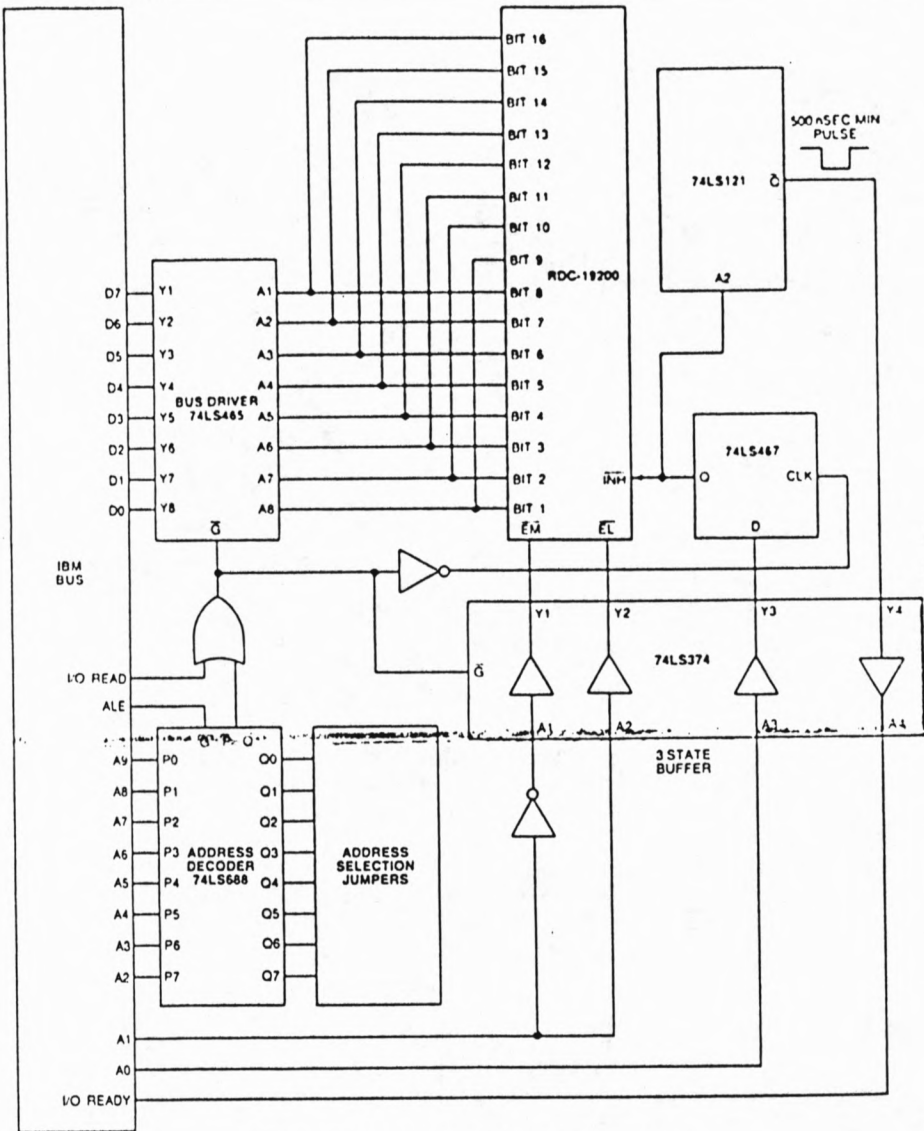 BIT 16
BIT 15
BIT 14
BIT 13
BIT 12
BIT 11
BIT 10
BIT 9
BIT 8
BIT 7
BIT 6
BIT 5
BIT 4
BIT 3
BIT 2
BIT 1
RDC-19200
INH
EM
EL
74LS121
Q
A2
500 nSEC MIN
PULSE
D7
D6
D5
D4
D3
D2
D1
D0
Y1
Y2
Y3
Y4
Y5
Y6
Y7
Y8
A1
A2
A3
A4
A5
A6
A7
A8
BUS DRIVER
74LS465
G
74LS467
Q
CLK
D
IBM
BUS
Y1
Y2
Y3
Y4
74LS374
G
A1
A2
A3
A4
3 STATE
BUFFER
I/O READ
ALE
A9
A8
A7
A6
A5
A4
A3
A2
P0
P1
P2
P3
P4
P5
P6
P7
Q0
Q1
Q2
Q3
Q4
Q5
Q6
Q7
ADDRESS
DECODER
74LS688
ADDRESS
SELECTION
JUMPERS
A1
A0
I/O READY